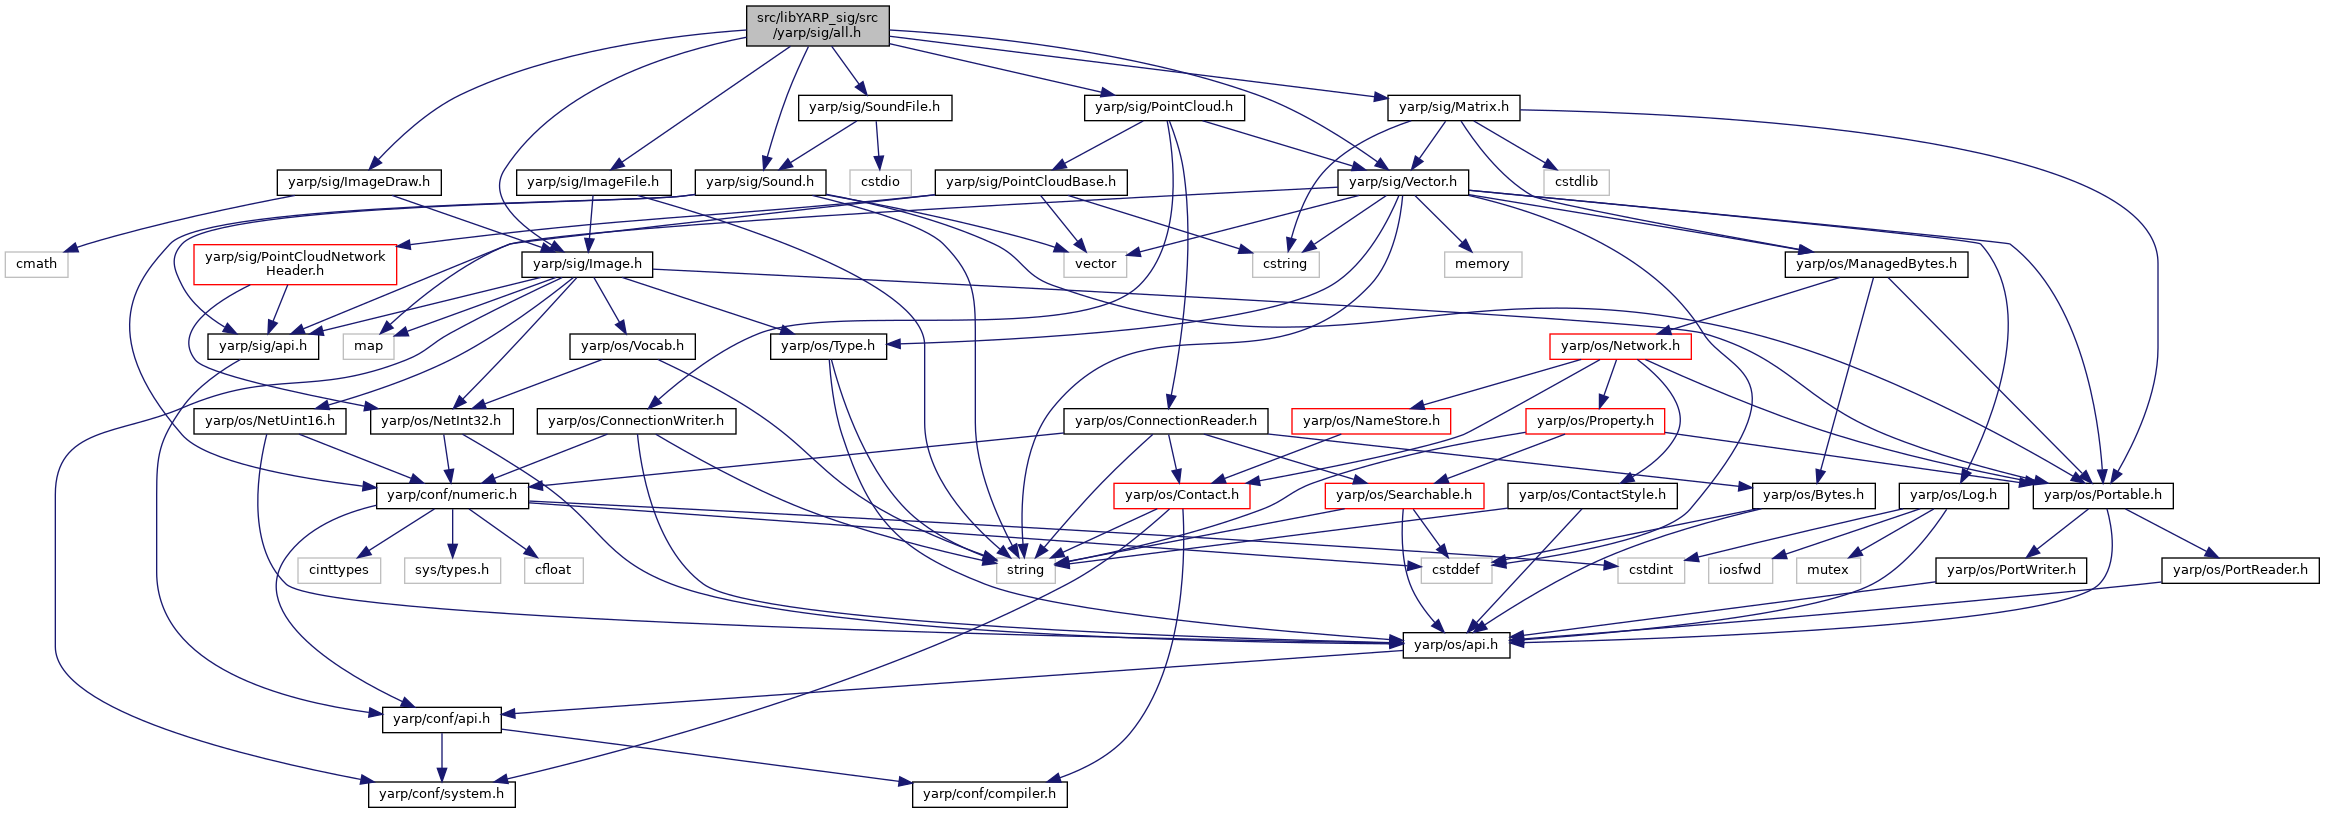 src/libYARP_sig/src
/yarp/sig/all.h
yarp/sig/SoundFile.h
yarp/sig/PointCloud.h
yarp/sig/Matrix.h
yarp/sig/ImageDraw.h
yarp/sig/ImageFile.h
yarp/sig/Sound.h
cstdio
yarp/sig/PointCloudBase.h
yarp/sig/Vector.h
cstdlib
cmath
yarp/sig/PointCloudNetwork
Header.h
yarp/sig/Image.h
vector
cstring
memory
yarp/os/ManagedBytes.h
yarp/sig/api.h
map
yarp/os/Vocab.h
yarp/os/Type.h
yarp/os/Network.h
yarp/os/NetUint16.h
yarp/os/NetInt32.h
yarp/os/ConnectionWriter.h
yarp/os/ConnectionReader.h
yarp/os/NameStore.h
yarp/os/Property.h
yarp/conf/numeric.h
yarp/os/Contact.h
yarp/os/Searchable.h
yarp/os/ContactStyle.h
yarp/os/Bytes.h
yarp/os/Log.h
yarp/os/Portable.h
cinttypes
sys/types.h
cfloat
string
cstddef
cstdint
iosfwd
mutex
yarp/os/PortWriter.h
yarp/os/PortReader.h
yarp/os/api.h
yarp/conf/api.h
yarp/conf/system.h
yarp/conf/compiler.h